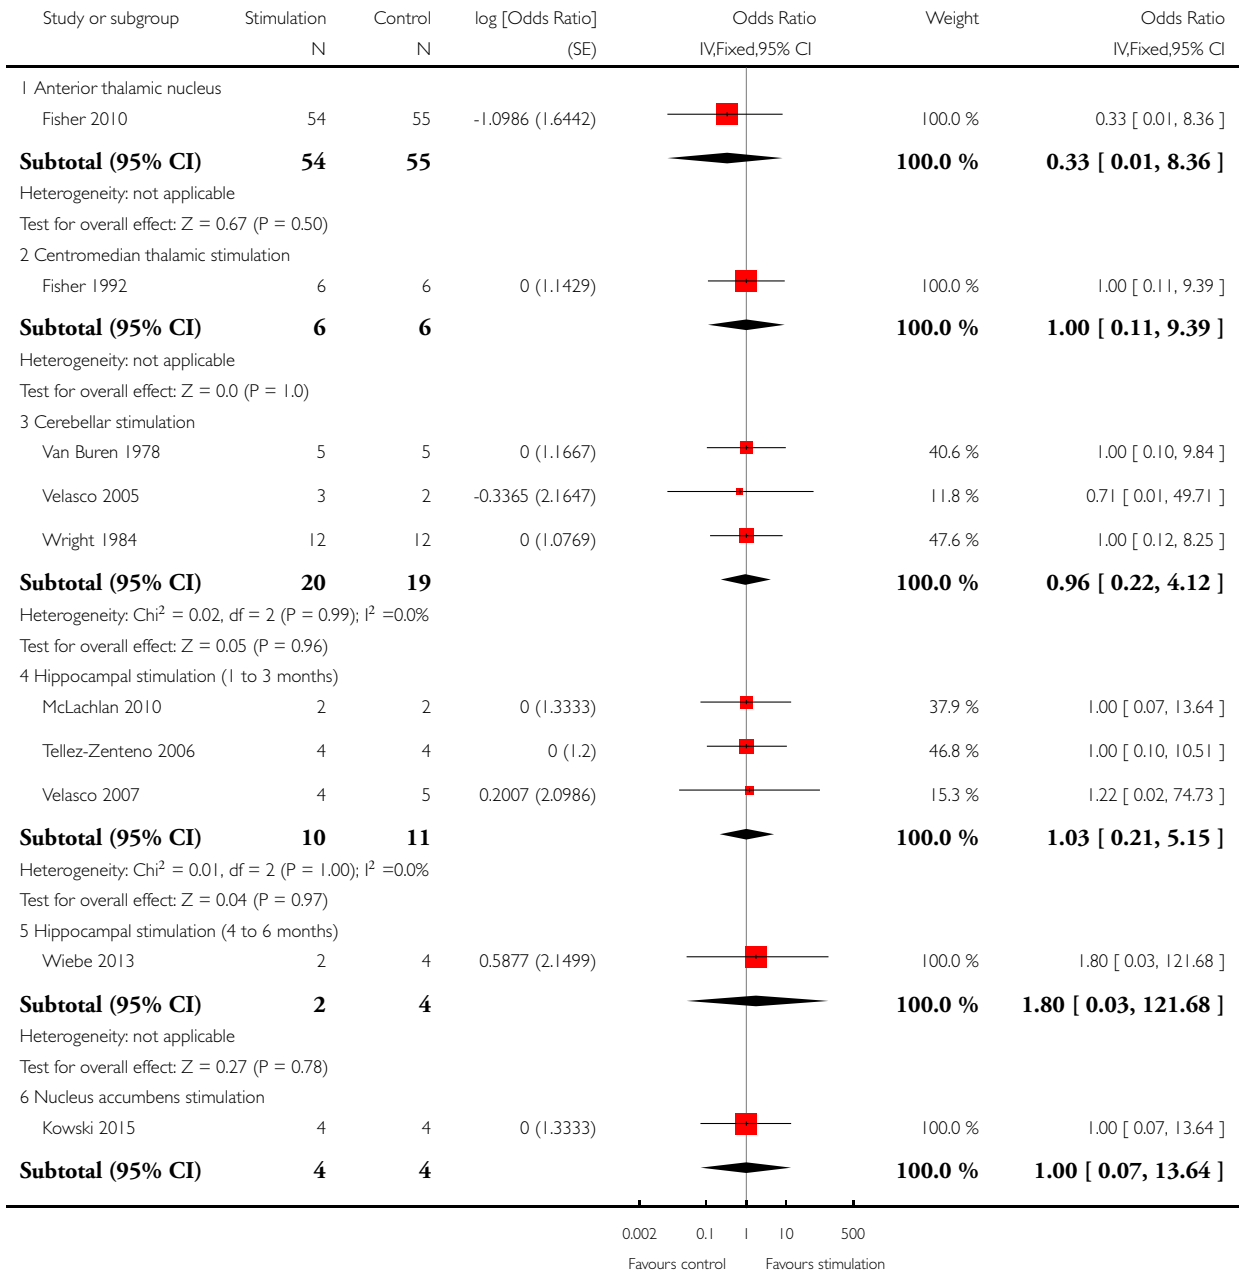 Study or subgroup Stimulation Control log [Odds Ratio] Odds Ratio Weight Odds Ratio
N N (SE) IV,Fixed,95% CI IV,Fixed,95% CI
1 Anterior thalamic nucleus
Fisher 2010 54 55 -1.0986 (1.6442) 100.0 % 0.33 [ 0.01, 8.36 ]
Subtotal (95% CI) 54 55 100.0 % 0.33 [ 0.01, 8.36 ]
Heterogeneity: not applicable
Test for overall effect: Z = 0.67 (P = 0.50)
2 Centromedian thalamic stimulation
Fisher 1992 6 6 0 (1.1429) 100.0 % 1.00 [ 0.11, 9.39 ]
Subtotal (95% CI) 6 6 100.0 % 1.00 [ 0.11, 9.39 ]
Heterogeneity: not applicable
Test for overall effect: Z = 0.0 (P = 1.0)
3 Cerebellar stimulation
Van Buren 1978 5 5 0 (1.1667) 40.6 % 1.00 [ 0.10, 9.84 ]
Velasco 2005 3 2 -0.3365 (2.1647) 11.8 % 0.71 [ 0.01, 49.71 ]
Wright 1984 12 12 0 (1.0769) 47.6 % 1.00 [ 0.12, 8.25 ]
Subtotal (95% CI) 20 19 100.0 % 0.96 [ 0.22, 4.12 ]
Heterogeneity: Chi² = 0.02, df = 2 (P = 0.99); I² =0.0%
Test for overall effect: Z = 0.05 (P = 0.96)
4 Hippocampal stimulation (1 to 3 months)
McLachlan 2010 2 2 0 (1.3333) 37.9 % 1.00 [ 0.07, 13.64 ]
Tellez-Zenteno 2006 4 4 0 (1.2) 46.8 % 1.00 [ 0.10, 10.51 ]
Velasco 2007 4 5 0.2007 (2.0986) 15.3 % 1.22 [ 0.02, 74.73 ]
Subtotal (95% CI) 10 11 100.0 % 1.03 [ 0.21, 5.15 ]
Heterogeneity: Chi² = 0.01, df = 2 (P = 1.00); I² =0.0%
Test for overall effect: Z = 0.04 (P = 0.97)
5 Hippocampal stimulation (4 to 6 months)
Wiebe 2013 2 4 0.5877 (2.1499) 100.0 % 1.80 [ 0.03, 121.68 ]
Subtotal (95% CI) 2 4 100.0 % 1.80 [ 0.03, 121.68 ]
Heterogeneity: not applicable
Test for overall effect: Z = 0.27 (P = 0.78)
6 Nucleus accumbens stimulation
Kowski 2015 4 4 0 (1.3333) 100.0 % 1.00 [ 0.07, 13.64 ]
Subtotal (95% CI) 4 4 100.0 % 1.00 [ 0.07, 13.64 ]
0.002 0.1 1 10 500
Favours control Favours stimulation